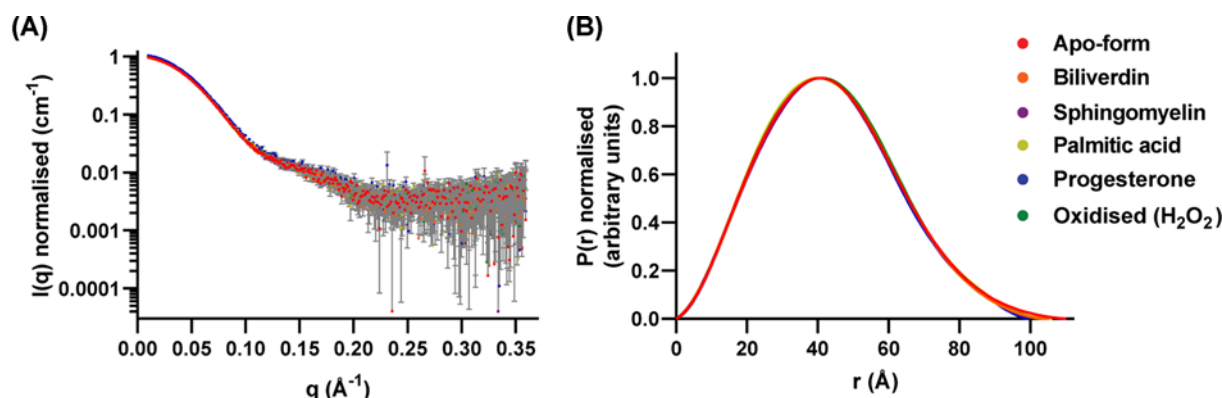 (A)
I(q) normalised (cm⁻¹)
1
0.1
0.01
0.001
0.0001
0.00 0.05 0.10 0.15 0.20 0.25 0.30 0.35
q (Å⁻¹)
(B)
P(r) normalised
(arbitrary units)
1.0
0.8
0.6
0.4
0.2
0.0
0 20 40 60 80 100
r (Å)
Apo-form
Biliverdin
Sphingomyelin
Palmitic acid
Progesterone
Oxidised (H₂O₂)